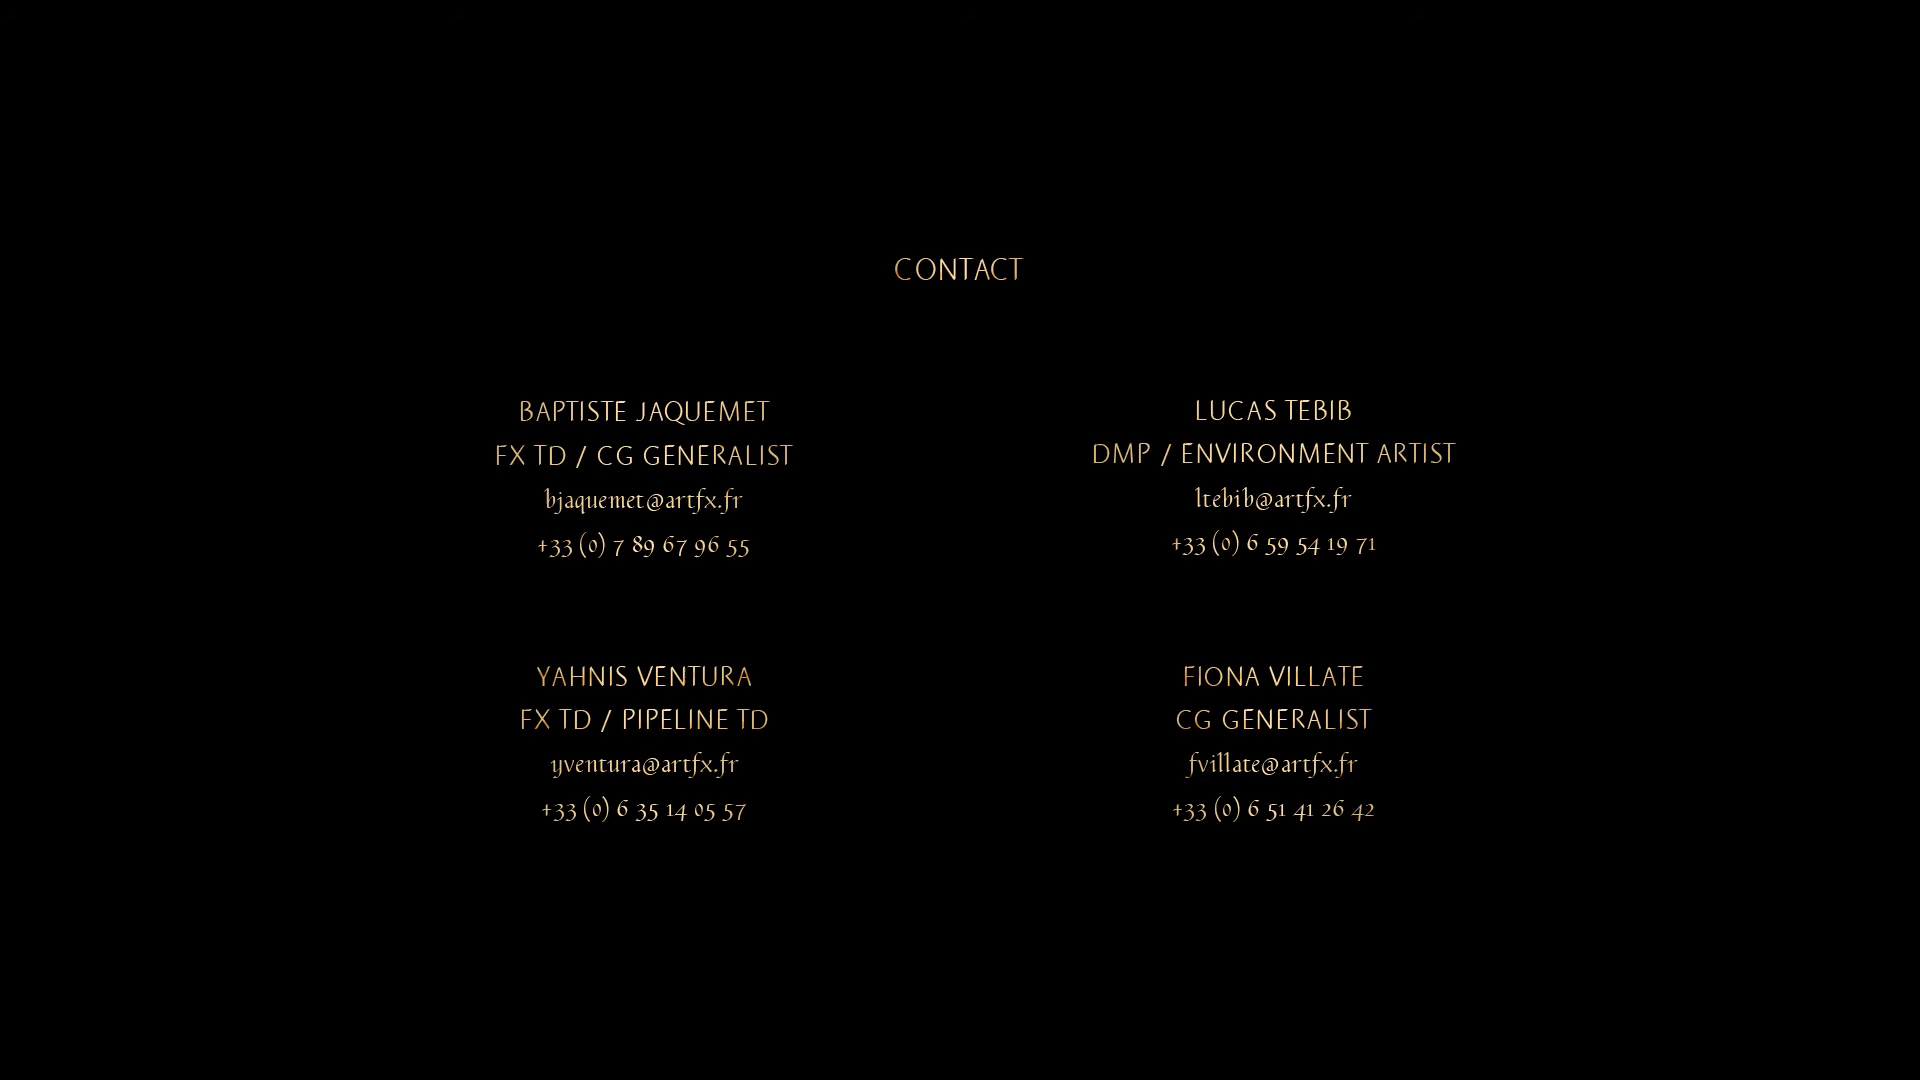 CONTACT
BAPTISTE JAQUEMET
FX TD / CG GENERALIST
bjaquemet@artfx.fr
+33 (0) 7 89 67 96 55
LUCAS TEBIB
DMP / ENVIRONMENT ARTIST
ltebib@artfx.fr
+33 (0) 6 59 54 19 71
YAHNIS VENTURA
FX TD / PIPELINE TD
yventura@artfx.fr
+33 (0) 6 35 14 05 57
FIONA VILLATE
CG GENERALIST
fvillate@artfx.fr
+33 (0) 6 51 41 26 42